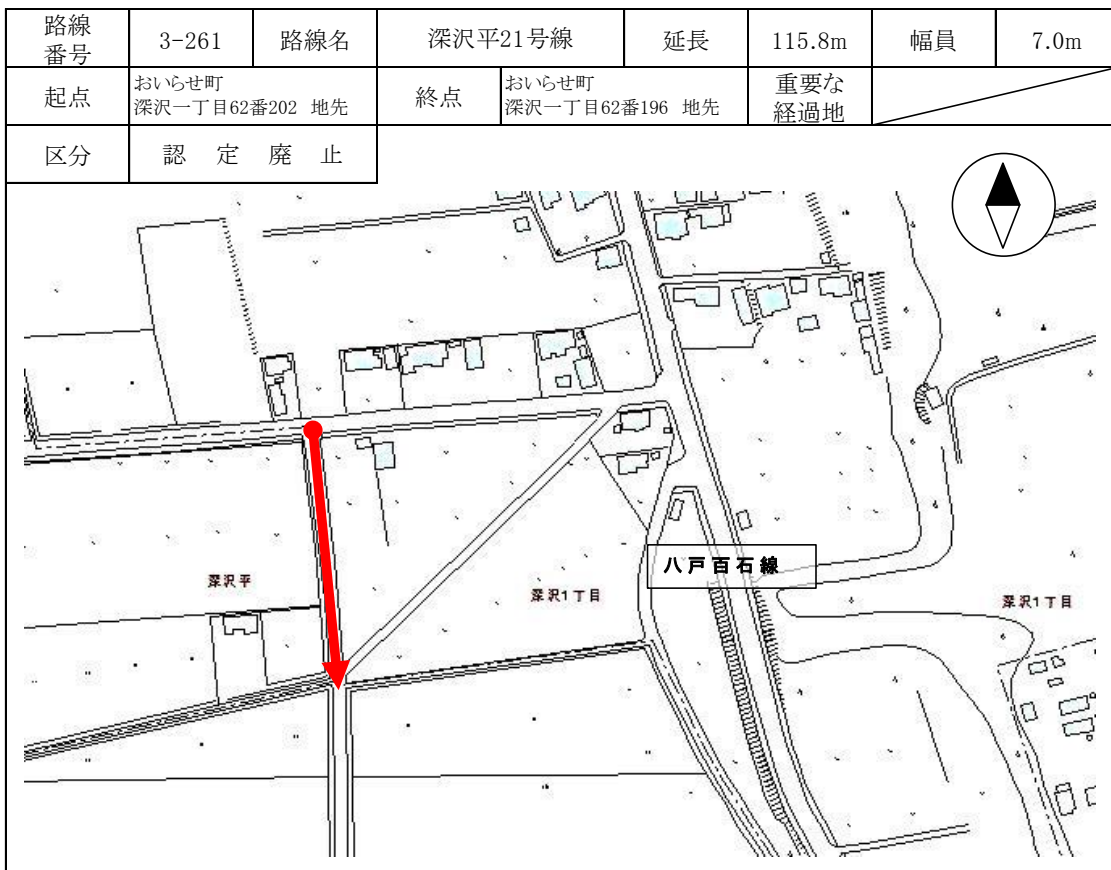 路線番号 3-261 路線名 深沢平21号線 延長 115.8m 幅員 7.0m
起点 おいらせ町 深沢一丁目62番202 地先 終点 おいらせ町 深沢一丁目62番196 地先 重要な経過地
区分 認定廃止
八戸百石線
深沢平
深沢1丁目
深沢1丁目